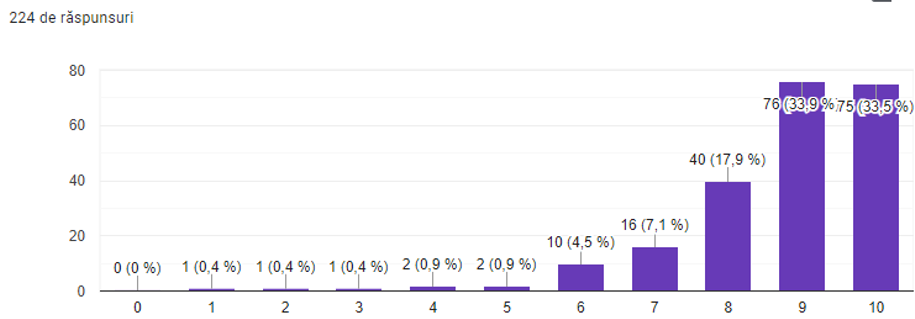 224 de răspunsuri
80
60
40
20
0
0 (0 %)
1 (0,4 %)
1 (0,4 %)
1 (0,4 %)
2 (0,9 %)
2 (0,9 %)
10 (4,5 %)
16 (7,1 %)
40 (17,9 %)
76 (33,9 %)
75 (33,5 %)
0 1 2 3 4 5 6 7 8 9 10